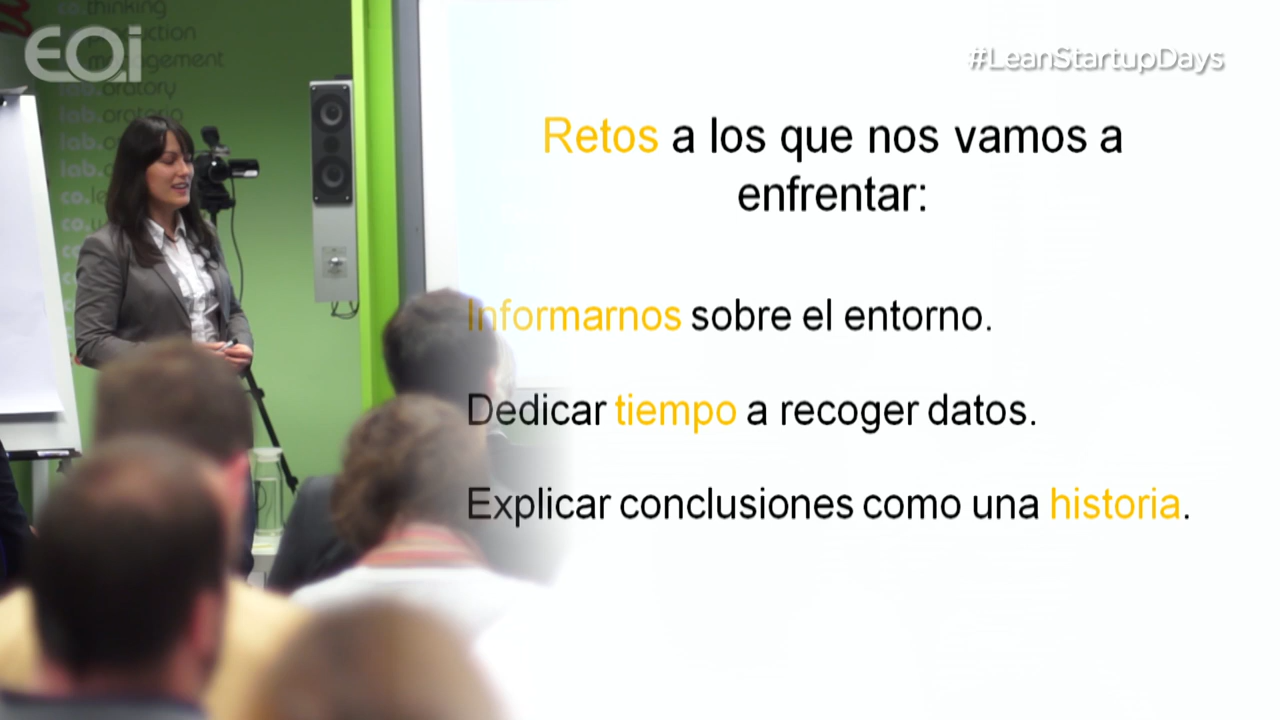 thinking
EOi
#LeanStartupDays
Retos a los que nos vamos a
enfrentar:
Informarnos sobre el entorno.
Dedicar tiempo a recoger datos.
Explicar conclusiones como una historia.